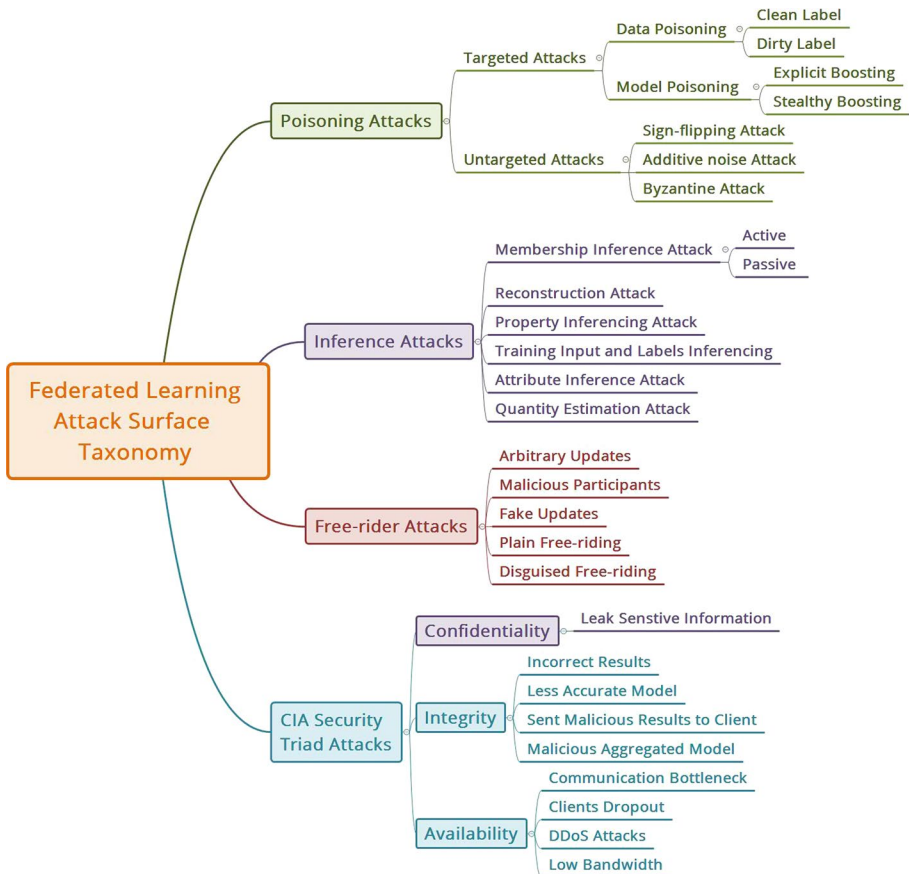 Federated Learning
Attack Surface
Taxonomy
Poisoning Attacks
Targeted Attacks
Data Poisoning
Clean Label
Dirty Label
Model Poisoning
Explicit Boosting
Stealthy Boosting
Untargeted Attacks
Sign-flipping Attack
Additive noise Attack
Byzantine Attack
Inference Attacks
Membership Inference Attack
Active
Passive
Reconstruction Attack
Property Inferencing Attack
Training Input and Labels Inferencing
Attribute Inference Attack
Quantity Estimation Attack
Free-rider Attacks
Arbitrary Updates
Malicious Participants
Fake Updates
Plain Free-riding
Disguised Free-riding
CIA Security
Triad Attacks
Confidentiality
Leak Senstive Information
Integrity
Incorrect Results
Less Accurate Model
Sent Malicious Results to Client
Malicious Aggregated Model
Availability
Communication Bottleneck
Clients Dropout
DDoS Attacks
Low Bandwidth